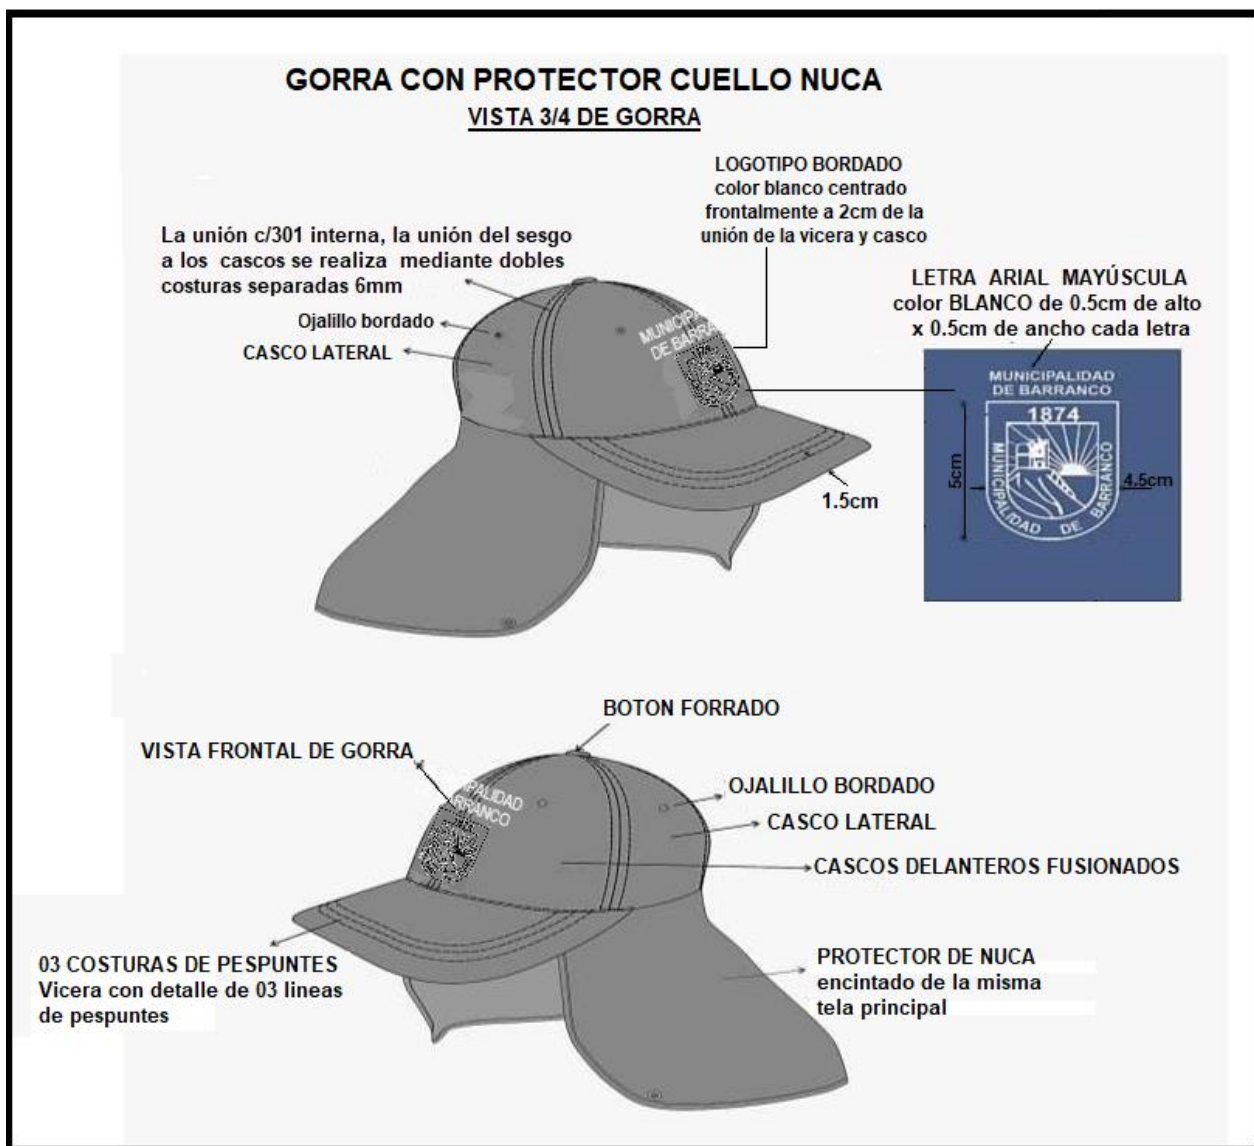 GORRA CON PROTECTOR CUELLO NUCA
VISTA 3/4 DE GORRA
LOGOTIPO BORDADO
color blanco centrado
frontalmente a 2cm de la
unión de la vicera y casco
La unión c/301 interna, la unión del sesgo
a los cascos se realiza mediante dobles
costuras separadas 6mm
Ojalillo bordado
CASCO LATERAL
LETRA ARIAL MAYÚSCULA
color BLANCO de 0.5cm de alto
x 0.5cm de ancho cada letra
DE BARRANCO
MUNICIPALIDAD
DE BARRANCO
1874
MUNICIPALIDAD DE BARRANCO
5cm
4.5cm
1.5cm
BOTON FORRADO
VISTA FRONTAL DE GORRA
OJALILLO BORDADO
CASCO LATERAL
CASCOS DELANTEROS FUSIONADOS
03 COSTURAS DE PESPUNTES
Vicera con detalle de 03 lineas
de pespuntes
PROTECTOR DE NUCA
encintado de la misma
tela principal